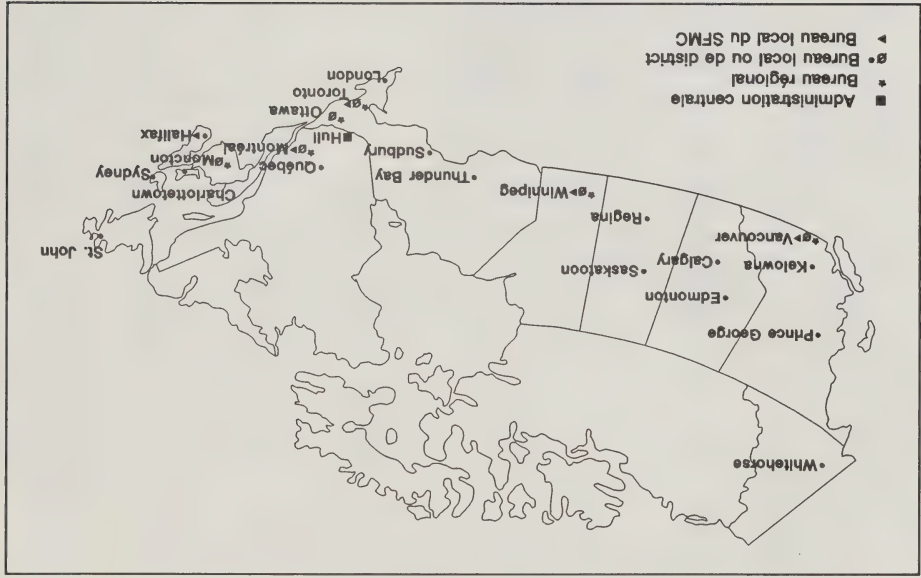 Whitehorse
Prince George
Edmonton
Kelowna
Calgary
Saskatoon
Vancouver
Regina
Winnipeg
Thunder Bay
Sudbury
St. John
Charlottetown
Sydney
Québec
Moncton
Montréal
Halifax
Hull
Ottawa
Toronto
London
Administration centrale
Bureau régional
Bureau local ou de district
Bureau local du SFMC